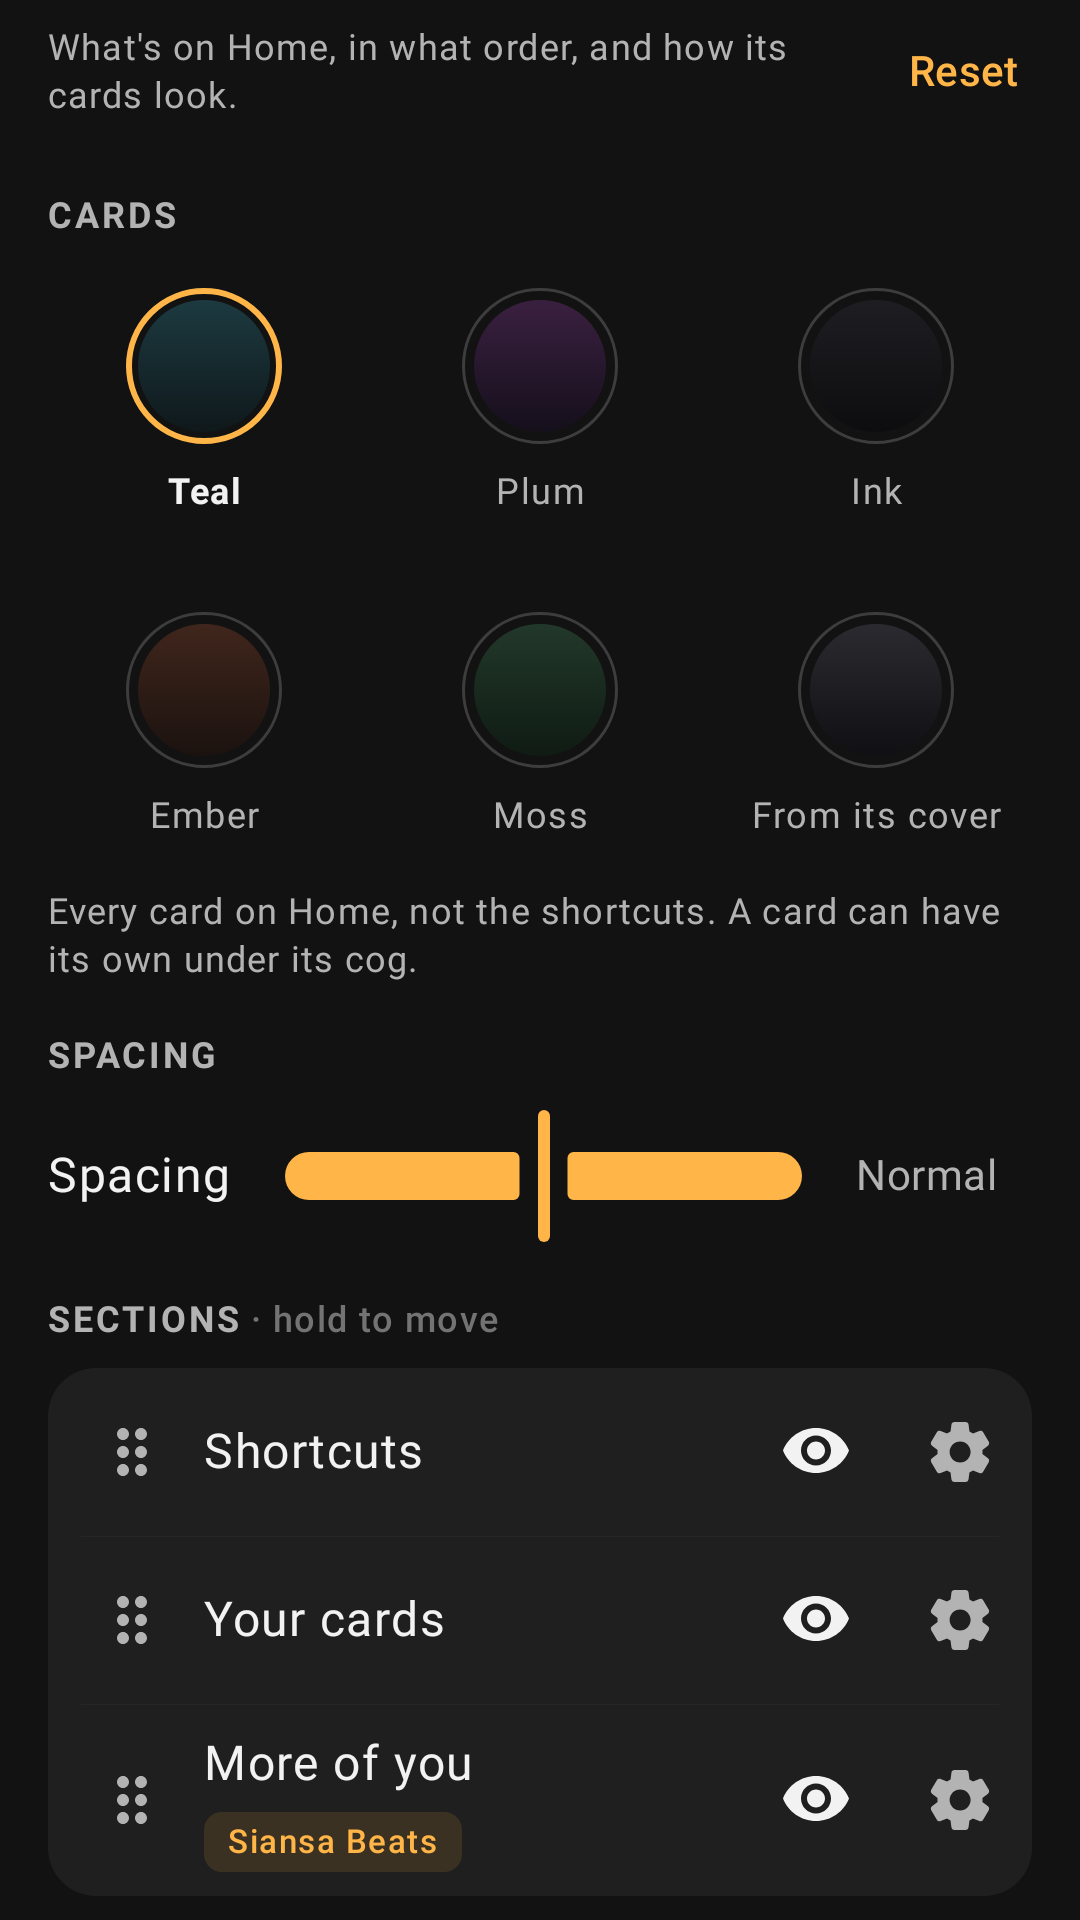 What's on Home, in what order, and how its
cards look.
Reset
CARDS
Teal
Plum
Ink
Ember
Moss
From its cover
Every card on Home, not the shortcuts. A card can have
its own under its cog.
SPACING
Spacing
Normal
SECTIONS · hold to move
Shortcuts
Your cards
More of you
Siansa Beats